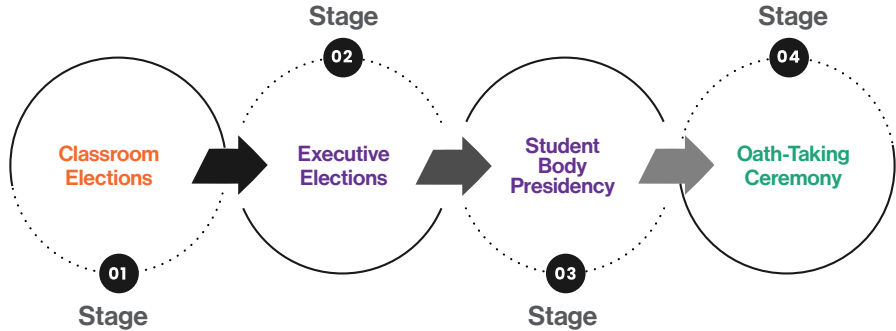 Stage
02
Stage
04
Classroom
Elections
Executive
Elections
Student
Body
Presidency
Oath-Taking
Ceremony
01
Stage
03
Stage